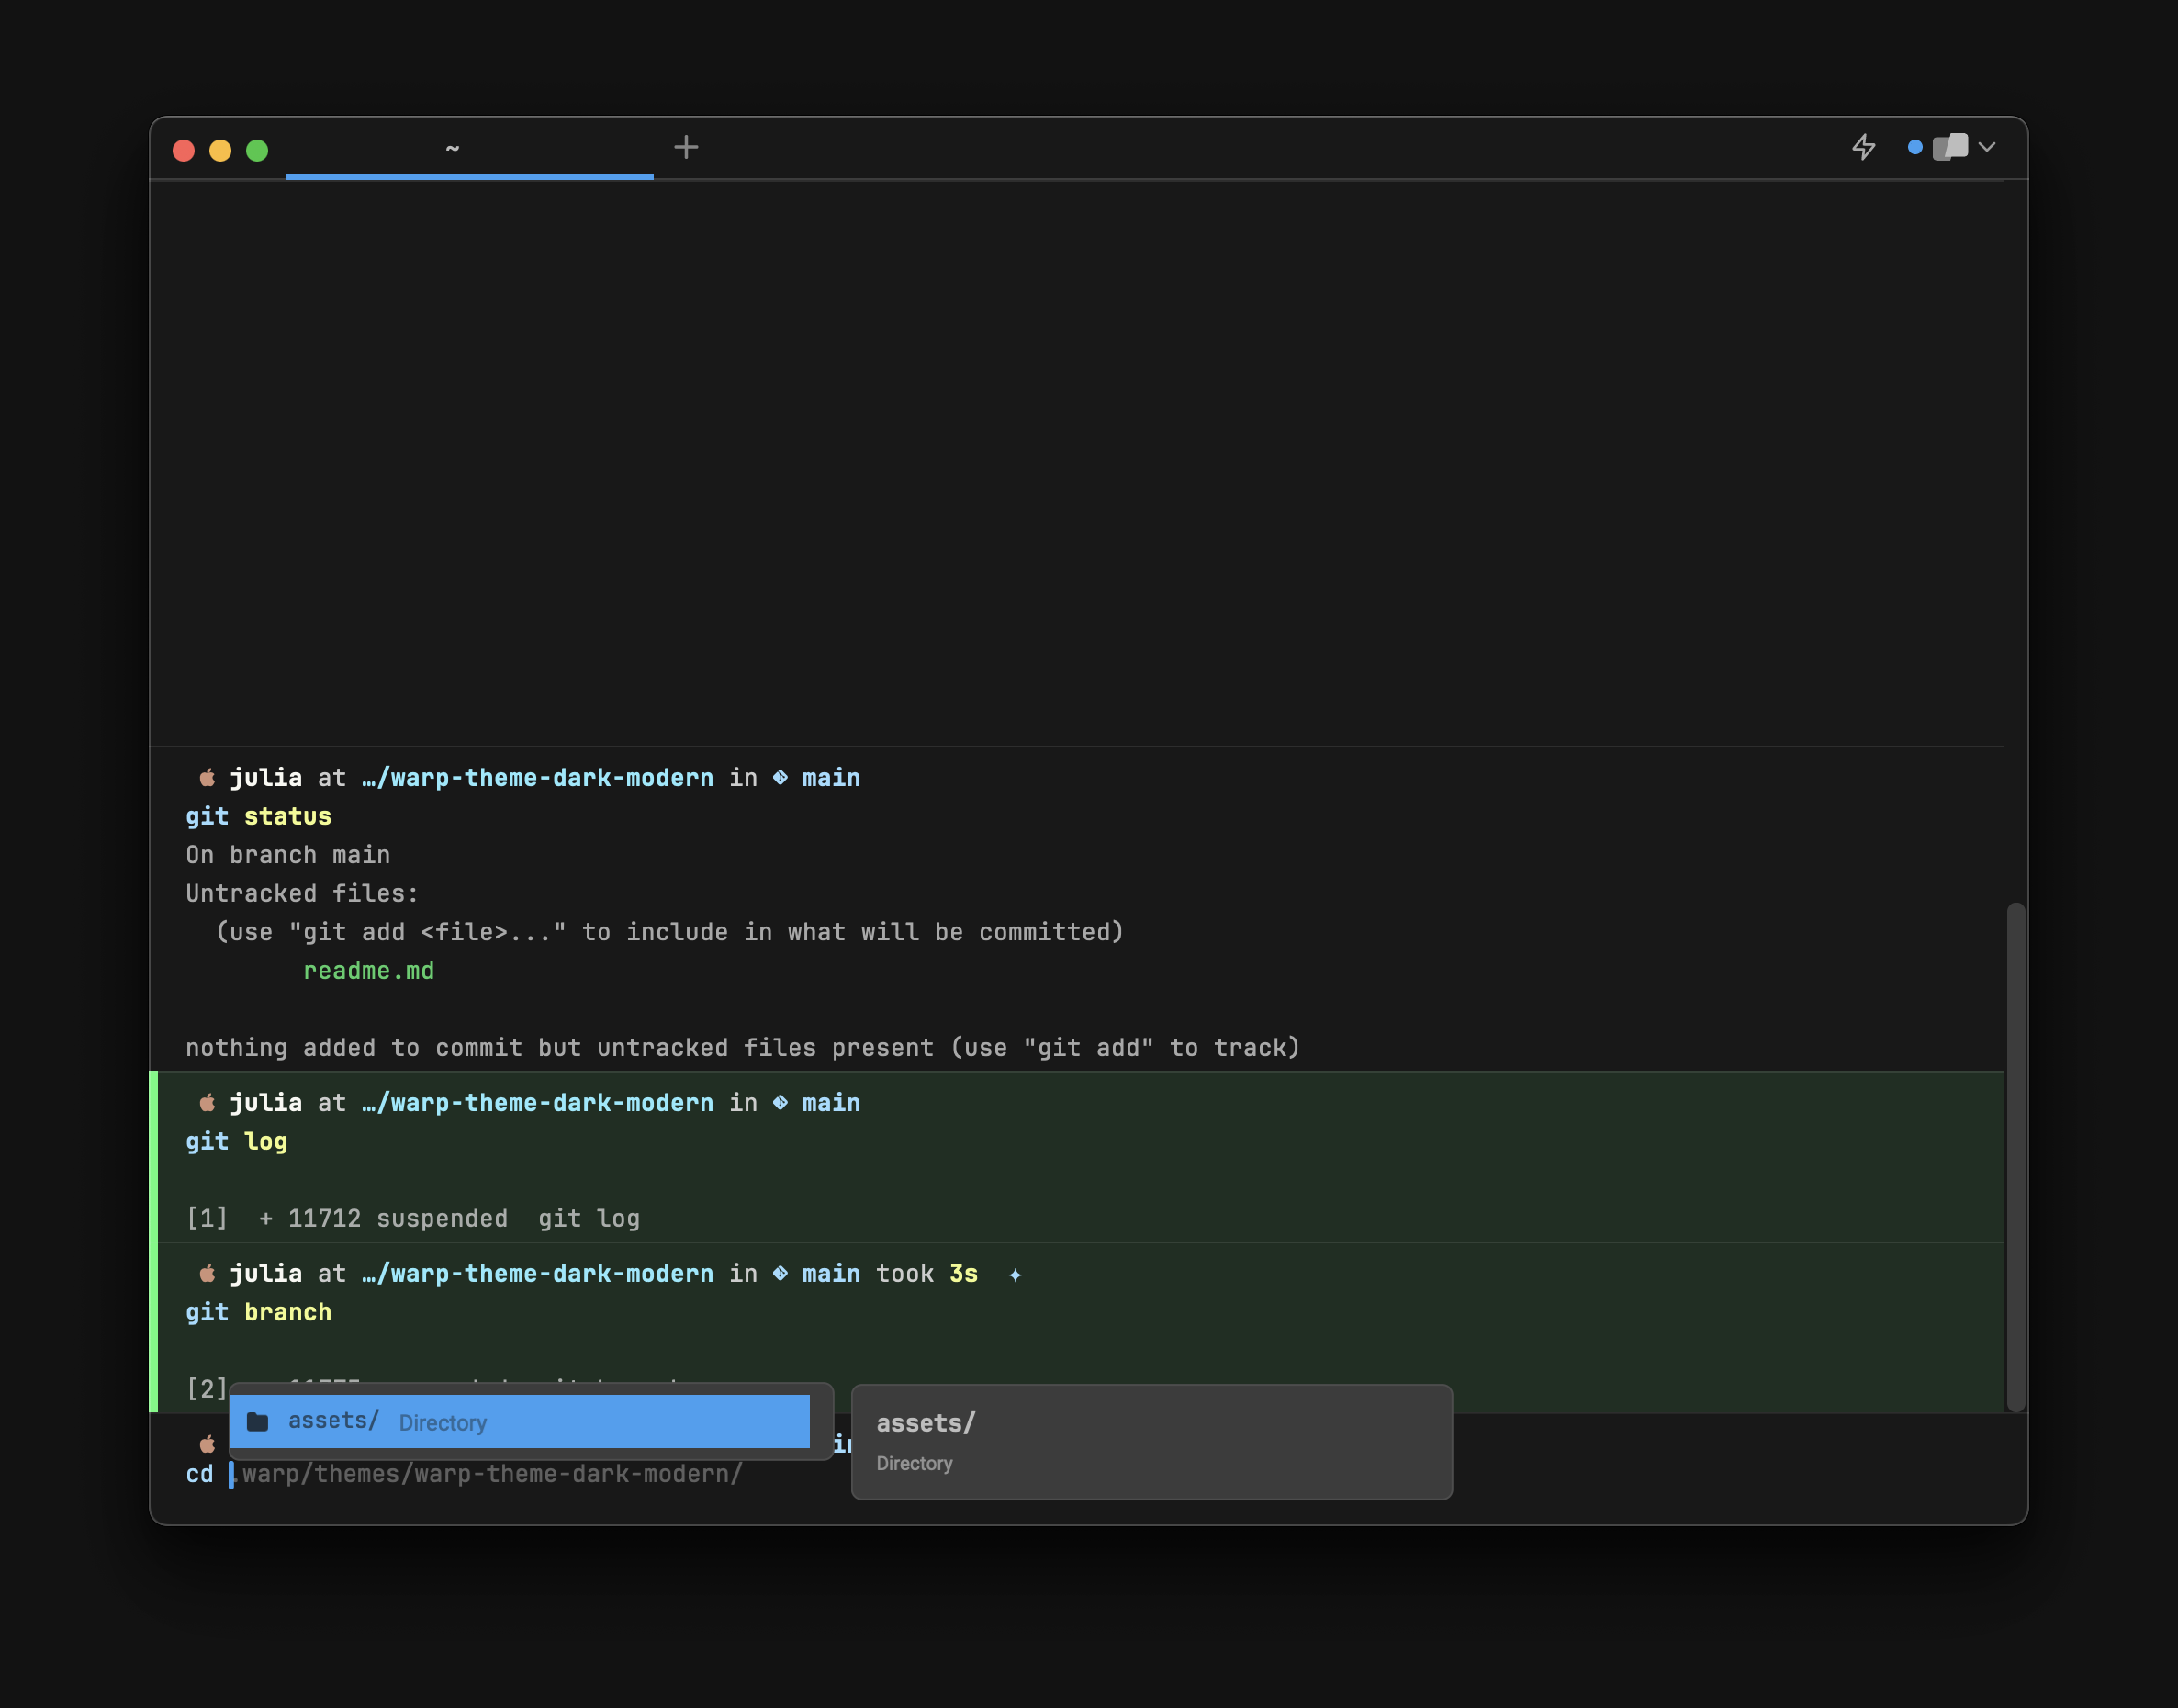 ~
julia at …/warp-theme-dark-modern in main
git status
On branch main
Untracked files:
(use "git add <file>..." to include in what will be committed)
readme.md
nothing added to commit but untracked files present (use "git add" to track)
julia at …/warp-theme-dark-modern in main
git log
[1] + 11712 suspended git log
julia at …/warp-theme-dark-modern in main took 3s
git branch
[2]
assets/ Directory
assets/
Directory
cd .warp/themes/warp-theme-dark-modern/